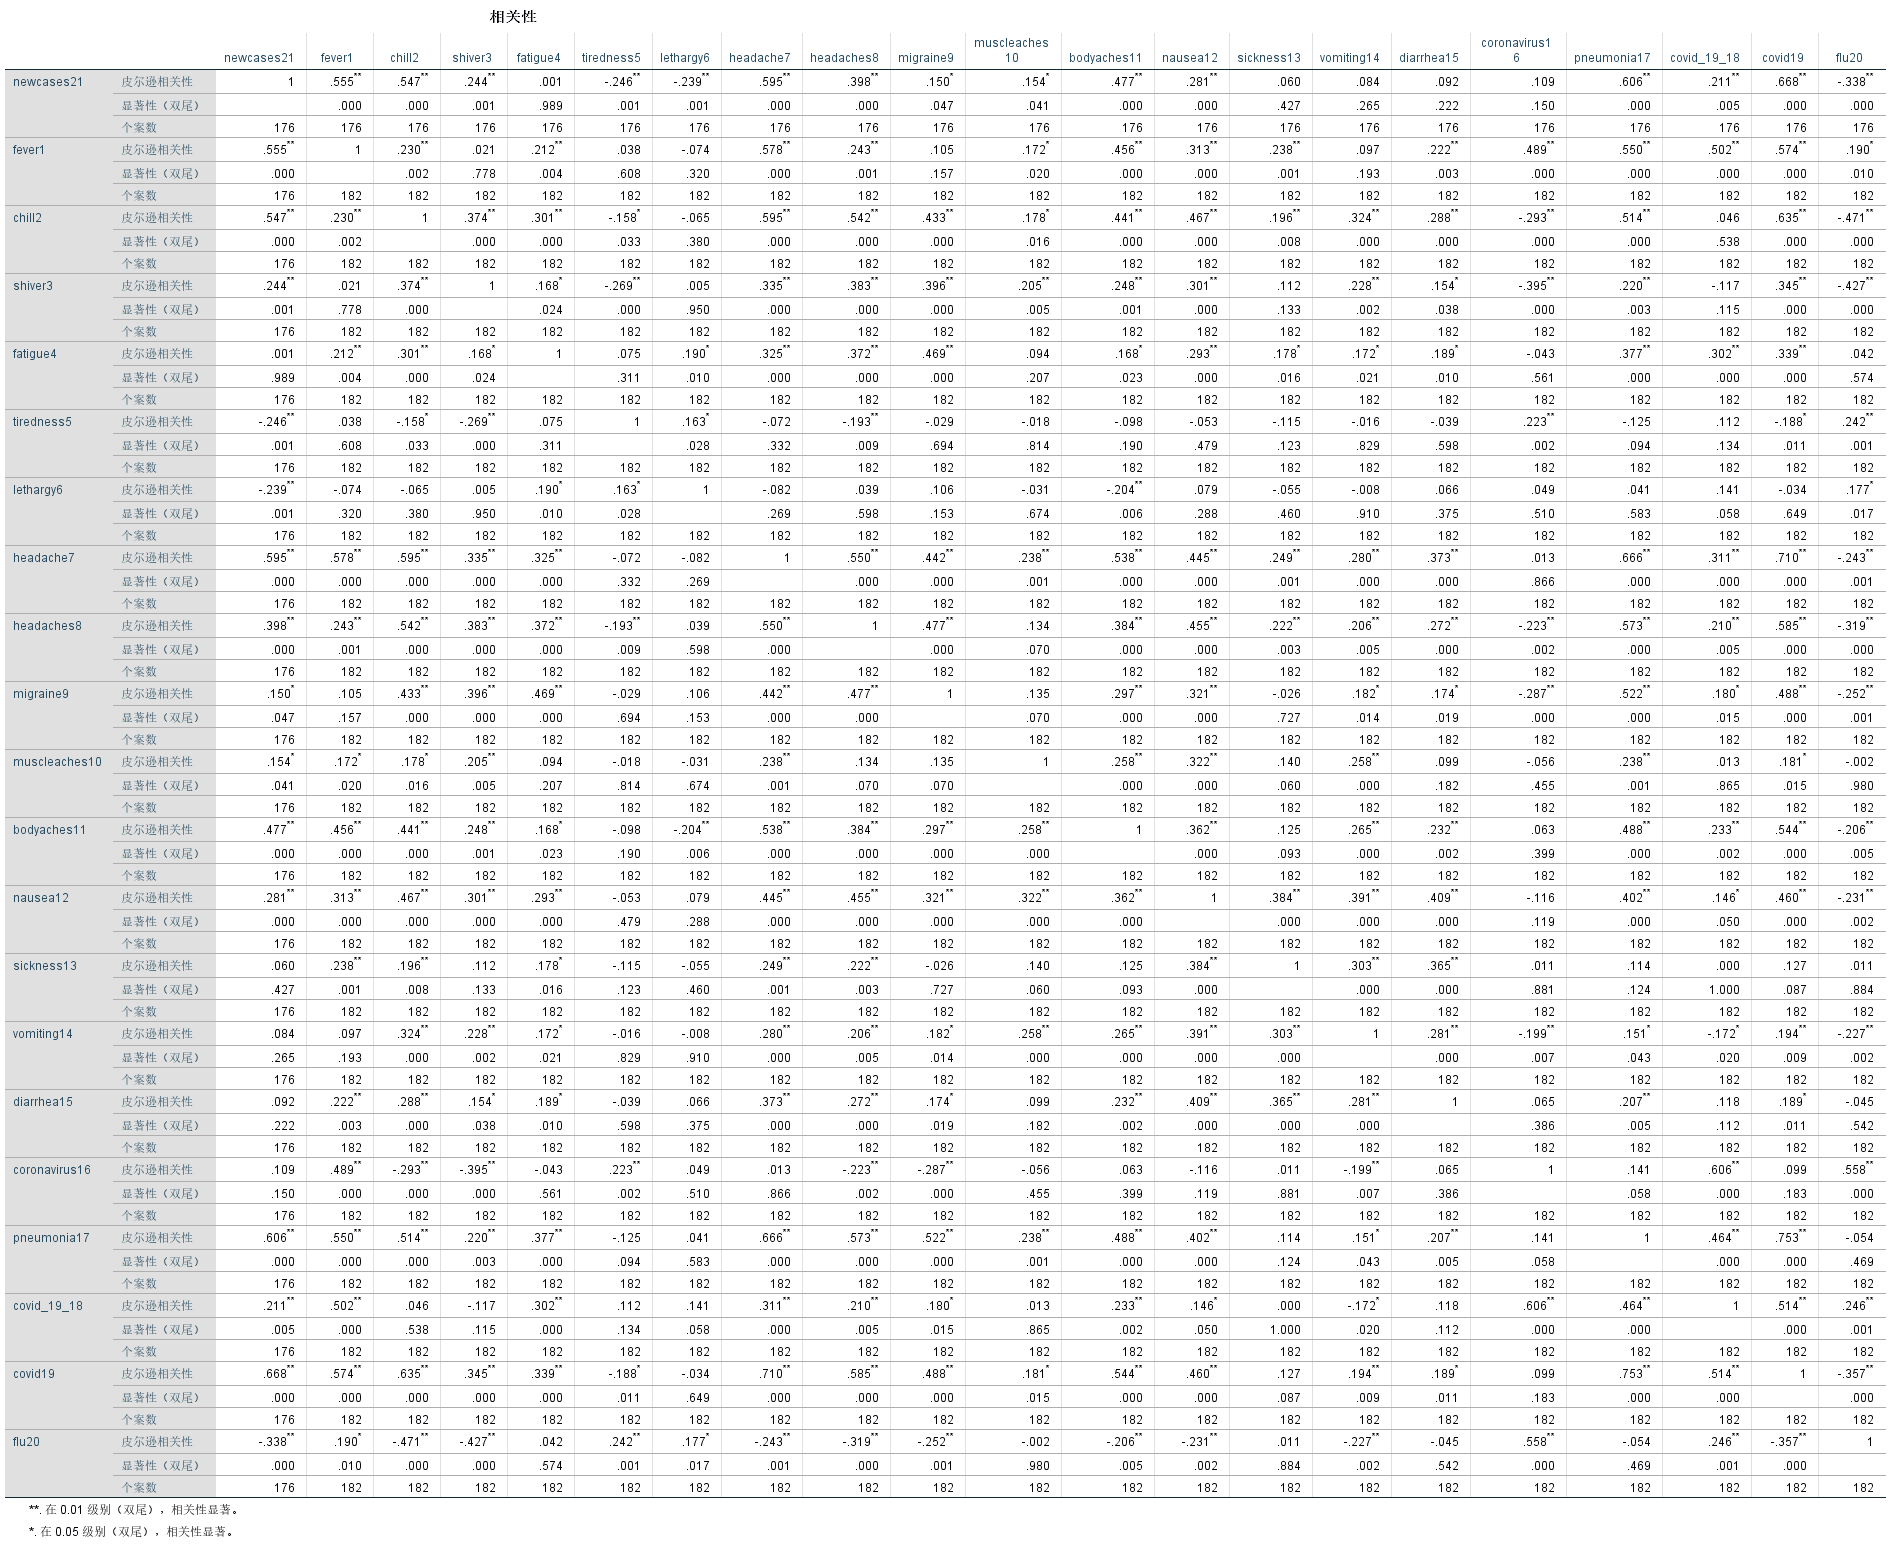 相关性
newcases21 fever1 chill2 shiver3 fatigue4 tiredness5 lethargy6 headache7 headaches8 migraine9 muscleaches10 bodyaches11 nausea12 sickness13 vomiting14 diarrhea15 coronavirus16 pneumonia17 covid_19_18 covid19 flu20
newcases21 皮尔逊相关性 1 .555** .547** .244** .001 -.246** -.239** .595** .398** .150* .154* .477** .281** .060 .084 .092 .109 .606** .211** .668** -.338**
显著性（双尾） .000 .000 .001 .989 .001 .001 .000 .000 .047 .041 .000 .000 .427 .265 .222 .150 .000 .005 .000 .000
个案数 176 176 176 176 176 176 176 176 176 176 176 176 176 176 176 176 176 176 176 176 176
fever1 皮尔逊相关性 .555** 1 .230** .021 .212** .038 -.074 .578** .243** .105 .172* .456** .313** .238** .097 .222** .489** .550** .502** .574** .190*
显著性（双尾） .000 .002 .778 .004 .608 .320 .000 .001 .157 .020 .000 .000 .001 .193 .003 .000 .000 .000 .000 .010
个案数 176 182 182 182 182 182 182 182 182 182 182 182 182 182 182 182 182 182 182 182 182
chill2 皮尔逊相关性 .547** .230** 1 .374** .301** -.158* -.065 .595** .542** .433** .178* .441** .467** .196** .324** .288** -.293** .514** .046 .635** -.471**
显著性（双尾） .000 .002 .000 .000 .033 .380 .000 .000 .000 .016 .000 .000 .008 .000 .000 .000 .000 .538 .000 .000
个案数 176 182 182 182 182 182 182 182 182 182 182 182 182 182 182 182 182 182 182 182 182
shiver3 皮尔逊相关性 .244** .021 .374** 1 .168* -.269** .005 .335** .383** .396** .205** .248** .301** .112 .228** .154* -.395** .220** -.117 .345** -.427**
显著性（双尾） .001 .778 .000 .024 .000 .950 .000 .000 .000 .005 .001 .000 .133 .002 .038 .000 .003 .115 .000 .000
个案数 176 182 182 182 182 182 182 182 182 182 182 182 182 182 182 182 182 182 182 182 182
fatigue4 皮尔逊相关性 .001 .212** .301** .168* 1 .075 .190* .325** .372** .469** .094 .168* .293** .178* .172* .189* -.043 .377** .302** .339** .042
显著性（双尾） .989 .004 .000 .024 .311 .010 .000 .000 .000 .207 .023 .000 .016 .021 .010 .561 .000 .000 .000 .574
个案数 176 182 182 182 182 182 182 182 182 182 182 182 182 182 182 182 182 182 182 182 182
tiredness5 皮尔逊相关性 -.246** .038 -.158* -.269** .075 1 .163* -.072 -.193** -.029 -.018 -.098 -.053 -.115 -.016 -.039 .223** -.125 .112 -.188* .242**
显著性（双尾） .001 .608 .033 .000 .311 .028 .332 .009 .694 .814 .190 .479 .123 .829 .598 .002 .094 .134 .011 .001
个案数 176 182 182 182 182 182 182 182 182 182 182 182 182 182 182 182 182 182 182 182 182
lethargy6 皮尔逊相关性 -.239** -.074 -.065 .005 .190* .163* 1 -.082 .039 .106 -.031 -.204** .079 -.055 -.008 .066 .049 .041 .141 -.034 .177*
显著性（双尾） .001 .320 .380 .950 .010 .028 .269 .598 .153 .674 .006 .288 .460 .910 .375 .510 .583 .058 .649 .017
个案数 176 182 182 182 182 182 182 182 182 182 182 182 182 182 182 182 182 182 182 182 182
headache7 皮尔逊相关性 .595** .578** .595** .335** .325** -.072 -.082 1 .550** .442** .238** .538** .445** .249** .280** .373** .013 .666** .311** .710** -.243**
显著性（双尾） .000 .000 .000 .000 .000 .332 .269 .000 .000 .001 .000 .000 .001 .000 .000 .866 .000 .000 .000 .001
个案数 176 182 182 182 182 182 182 182 182 182 182 182 182 182 182 182 182 182 182 182 182
headaches8 皮尔逊相关性 .398** .243** .542** .383** .372** -.193** .039 .550** 1 .477** .134 .384** .455** .222** .206** .272** -.223** .573** .210** .585** -.319**
显著性（双尾） .000 .001 .000 .000 .000 .009 .598 .000 .000 .070 .000 .000 .003 .005 .000 .002 .000 .005 .000 .000
个案数 176 182 182 182 182 182 182 182 182 182 182 182 182 182 182 182 182 182 182 182 182
migraine9 皮尔逊相关性 .150* .105 .433** .396** .469** -.029 .106 .442** .477** 1 .135 .297** .321** -.026 .182* .174* -.287** .522** .180* .488** -.252**
显著性（双尾） .047 .157 .000 .000 .000 .694 .153 .000 .000 .070 .000 .000 .727 .014 .019 .000 .000 .015 .000 .001
个案数 176 182 182 182 182 182 182 182 182 182 182 182 182 182 182 182 182 182 182 182 182
muscleaches10 皮尔逊相关性 .154* .172* .178* .205** .094 -.018 -.031 .238** .134 .135 1 .258** .322** .140 .258** .099 -.056 .238** .013 .181* -.002
显著性（双尾） .041 .020 .016 .005 .207 .814 .674 .001 .070 .070 .000 .000 .060 .000 .182 .455 .001 .865 .015 .980
个案数 176 182 182 182 182 182 182 182 182 182 182 182 182 182 182 182 182 182 182 182 182
bodyaches11 皮尔逊相关性 .477** .456** .441** .248** .168* -.098 -.204** .538** .384** .297** .258** 1 .362** .125 .265** .232** .063 .488** .233** .544** -.206**
显著性（双尾） .000 .000 .000 .001 .023 .190 .006 .000 .000 .000 .000 .000 .093 .000 .002 .399 .000 .002 .000 .005
个案数 176 182 182 182 182 182 182 182 182 182 182 182 182 182 182 182 182 182 182 182 182
nausea12 皮尔逊相关性 .281** .313** .467** .301** .293** -.053 .079 .445** .455** .321** .322** .362** 1 .384** .391** .409** -.116 .402** .146* .460** -.231**
显著性（双尾） .000 .000 .000 .000 .000 .479 .288 .000 .000 .000 .000 .000 .000 .000 .000 .119 .000 .050 .000 .002
个案数 176 182 182 182 182 182 182 182 182 182 182 182 182 182 182 182 182 182 182 182 182
sickness13 皮尔逊相关性 .060 .238** .196** .112 .178* -.115 -.055 .249** .222** -.026 .140 .125 .384** 1 .303** .365** .011 .114 .000 .127 .011
显著性（双尾） .427 .001 .008 .133 .016 .123 .460 .001 .003 .727 .060 .093 .000 .000 .000 .881 .124 1.000 .087 .884
个案数 176 182 182 182 182 182 182 182 182 182 182 182 182 182 182 182 182 182 182 182 182
vomiting14 皮尔逊相关性 .084 .097 .324** .228** .172* -.016 -.008 .280** .206** .182* .258** .265** .391** .303** 1 .281** -.199** .151* -.172* .194** -.227**
显著性（双尾） .265 .193 .000 .002 .021 .829 .910 .000 .005 .014 .000 .000 .000 .000 .000 .007 .043 .020 .009 .002
个案数 176 182 182 182 182 182 182 182 182 182 182 182 182 182 182 182 182 182 182 182 182
diarrhea15 皮尔逊相关性 .092 .222** .288** .154* .189* -.039 .066 .373** .272** .174* .099 .232** .409** .365** .281** 1 .065 .207** .118 .189* -.045
显著性（双尾） .222 .003 .000 .038 .010 .598 .375 .000 .000 .019 .182 .002 .000 .000 .000 .386 .005 .112 .011 .542
个案数 176 182 182 182 182 182 182 182 182 182 182 182 182 182 182 182 182 182 182 182 182
coronavirus16 皮尔逊相关性 .109 .489** -.293** -.395** -.043 .223** .049 .013 -.223** -.287** -.056 .063 -.116 .011 -.199** .065 1 .141 .606** .099 .558**
显著性（双尾） .150 .000 .000 .000 .561 .002 .510 .866 .002 .000 .455 .399 .119 .881 .007 .386 .058 .000 .183 .000
个案数 176 182 182 182 182 182 182 182 182 182 182 182 182 182 182 182 182 182 182 182 182
pneumonia17 皮尔逊相关性 .606** .550** .514** .220** .377** -.125 .041 .666** .573** .522** .238** .488** .402** .114 .151* .207** .141 1 .464** .753** -.054
显著性（双尾） .000 .000 .000 .003 .000 .094 .583 .000 .000 .000 .001 .000 .000 .124 .043 .005 .058 .000 .000 .469
个案数 176 182 182 182 182 182 182 182 182 182 182 182 182 182 182 182 182 182 182 182 182
covid_19_18 皮尔逊相关性 .211** .502** .046 -.117 .302** .112 .141 .311** .210** .180* .013 .233** .146* .000 -.172* .118 .606** .464** 1 .514** .246**
显著性（双尾） .005 .000 .538 .115 .000 .134 .058 .000 .005 .015 .865 .002 .050 1.000 .020 .112 .000 .000 .000 .001
个案数 176 182 182 182 182 182 182 182 182 182 182 182 182 182 182 182 182 182 182 182 182
covid19 皮尔逊相关性 .668** .574** .635** .345** .339** -.188* -.034 .710** .585** .488** .181* .544** .460** .127 .194** .189* .099 .753** .514** 1 -.357**
显著性（双尾） .000 .000 .000 .000 .000 .011 .649 .000 .000 .000 .015 .000 .000 .087 .009 .011 .183 .000 .000 .000
个案数 176 182 182 182 182 182 182 182 182 182 182 182 182 182 182 182 182 182 182 182 182
flu20 皮尔逊相关性 -.338** .190* -.471** -.427** .042 .242** .177* -.243** -.319** -.252** -.002 -.206** -.231** .011 -.227** -.045 .558** -.054 .246** -.357** 1
显著性（双尾） .000 .010 .000 .000 .574 .001 .017 .001 .000 .001 .980 .005 .002 .884 .002 .542 .000 .469 .001 .000
个案数 176 182 182 182 182 182 182 182 182 182 182 182 182 182 182 182 182 182 182 182 182
**. 在 0.01 级别（双尾），相关性显著。
*. 在 0.05 级别（双尾），相关性显著。